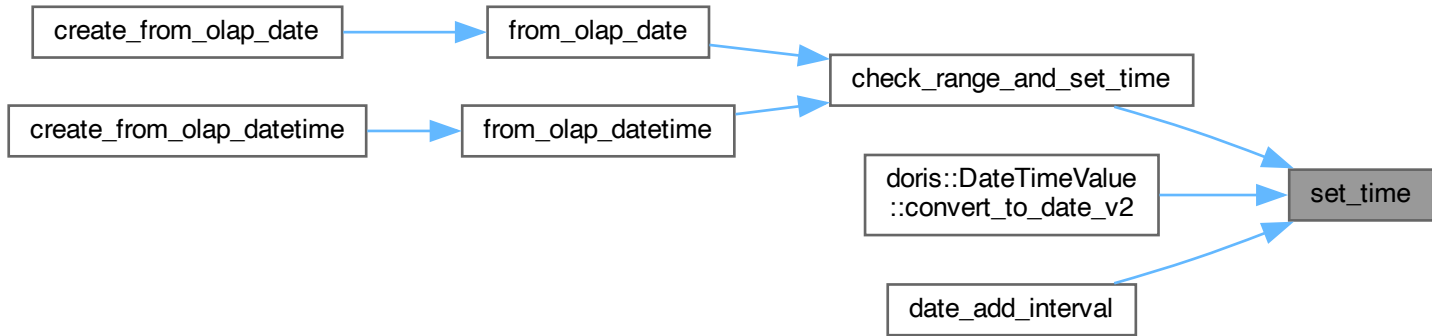 create_from_olap_date
from_olap_date
check_range_and_set_time
create_from_olap_datetime
from_olap_datetime
doris::DateTimeValue
::convert_to_date_v2
set_time
date_add_interval